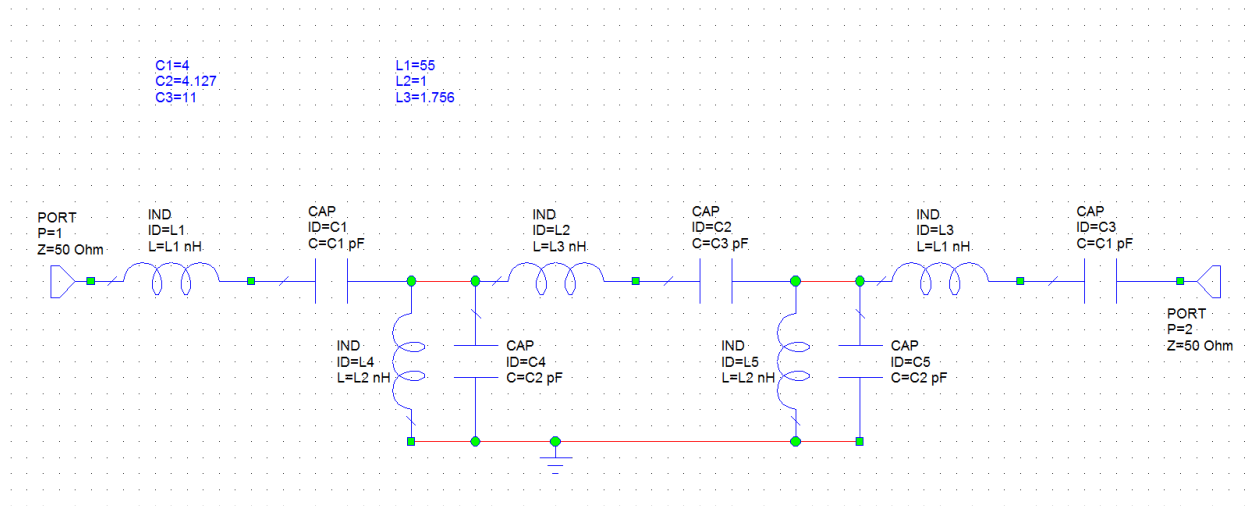 C1=4
C2=4.127
C3=11
L1=55
L2=1
L3=1.756
PORT
P=1
Z=50 Ohm
IND
ID=L1
L=L1 nH
CAP
ID=C1
C=C1 pF
IND
ID=L2
L=L3 nH
CAP
ID=C2
C=C3 pF
IND
ID=L3
L=L1 nH
CAP
ID=C3
C=C1 pF
PORT
P=2
Z=50 Ohm
IND
ID=L4
L=L2 nH
CAP
ID=C4
C=C2 pF
IND
ID=L5
L=L2 nH
CAP
ID=C5
C=C2 pF